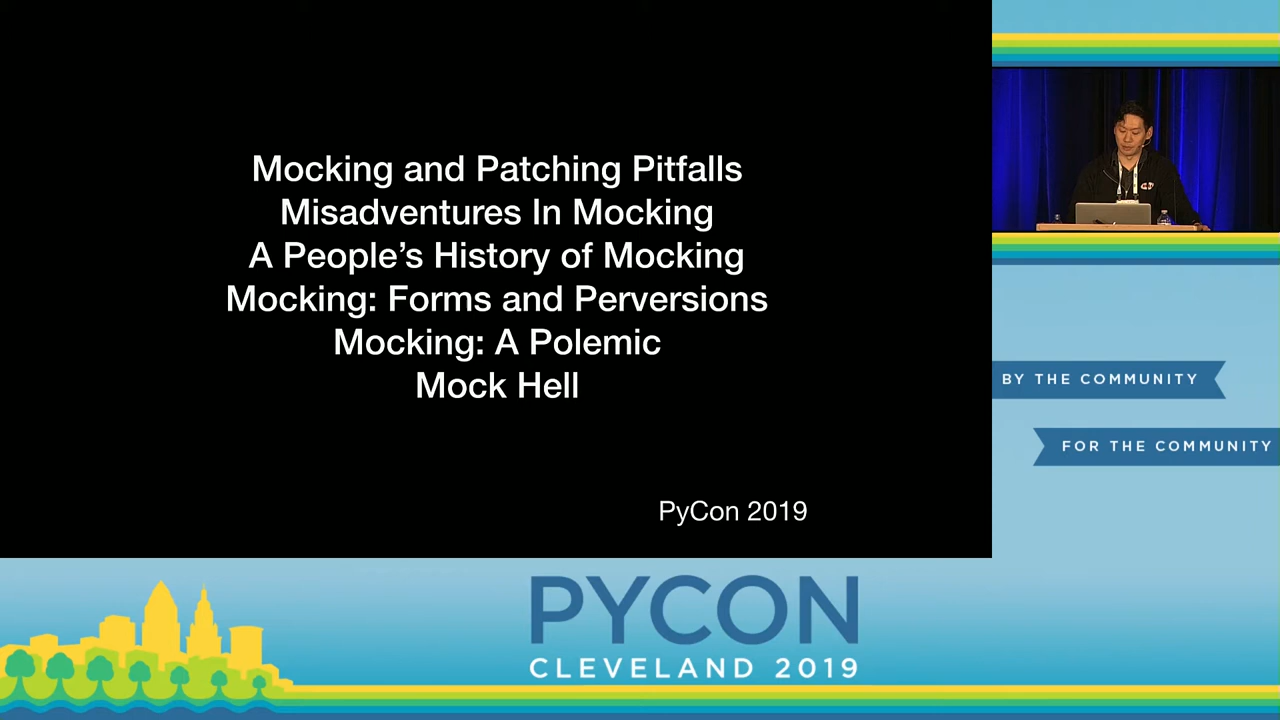 Mocking and Patching Pitfalls
Misadventures In Mocking
A People’s History of Mocking
Mocking: Forms and Perversions
Mocking: A Polemic
Mock Hell
PyCon 2019
BY THE COMMUNITY
FOR THE COMMUNITY
PYCON
CLEVELAND 2019